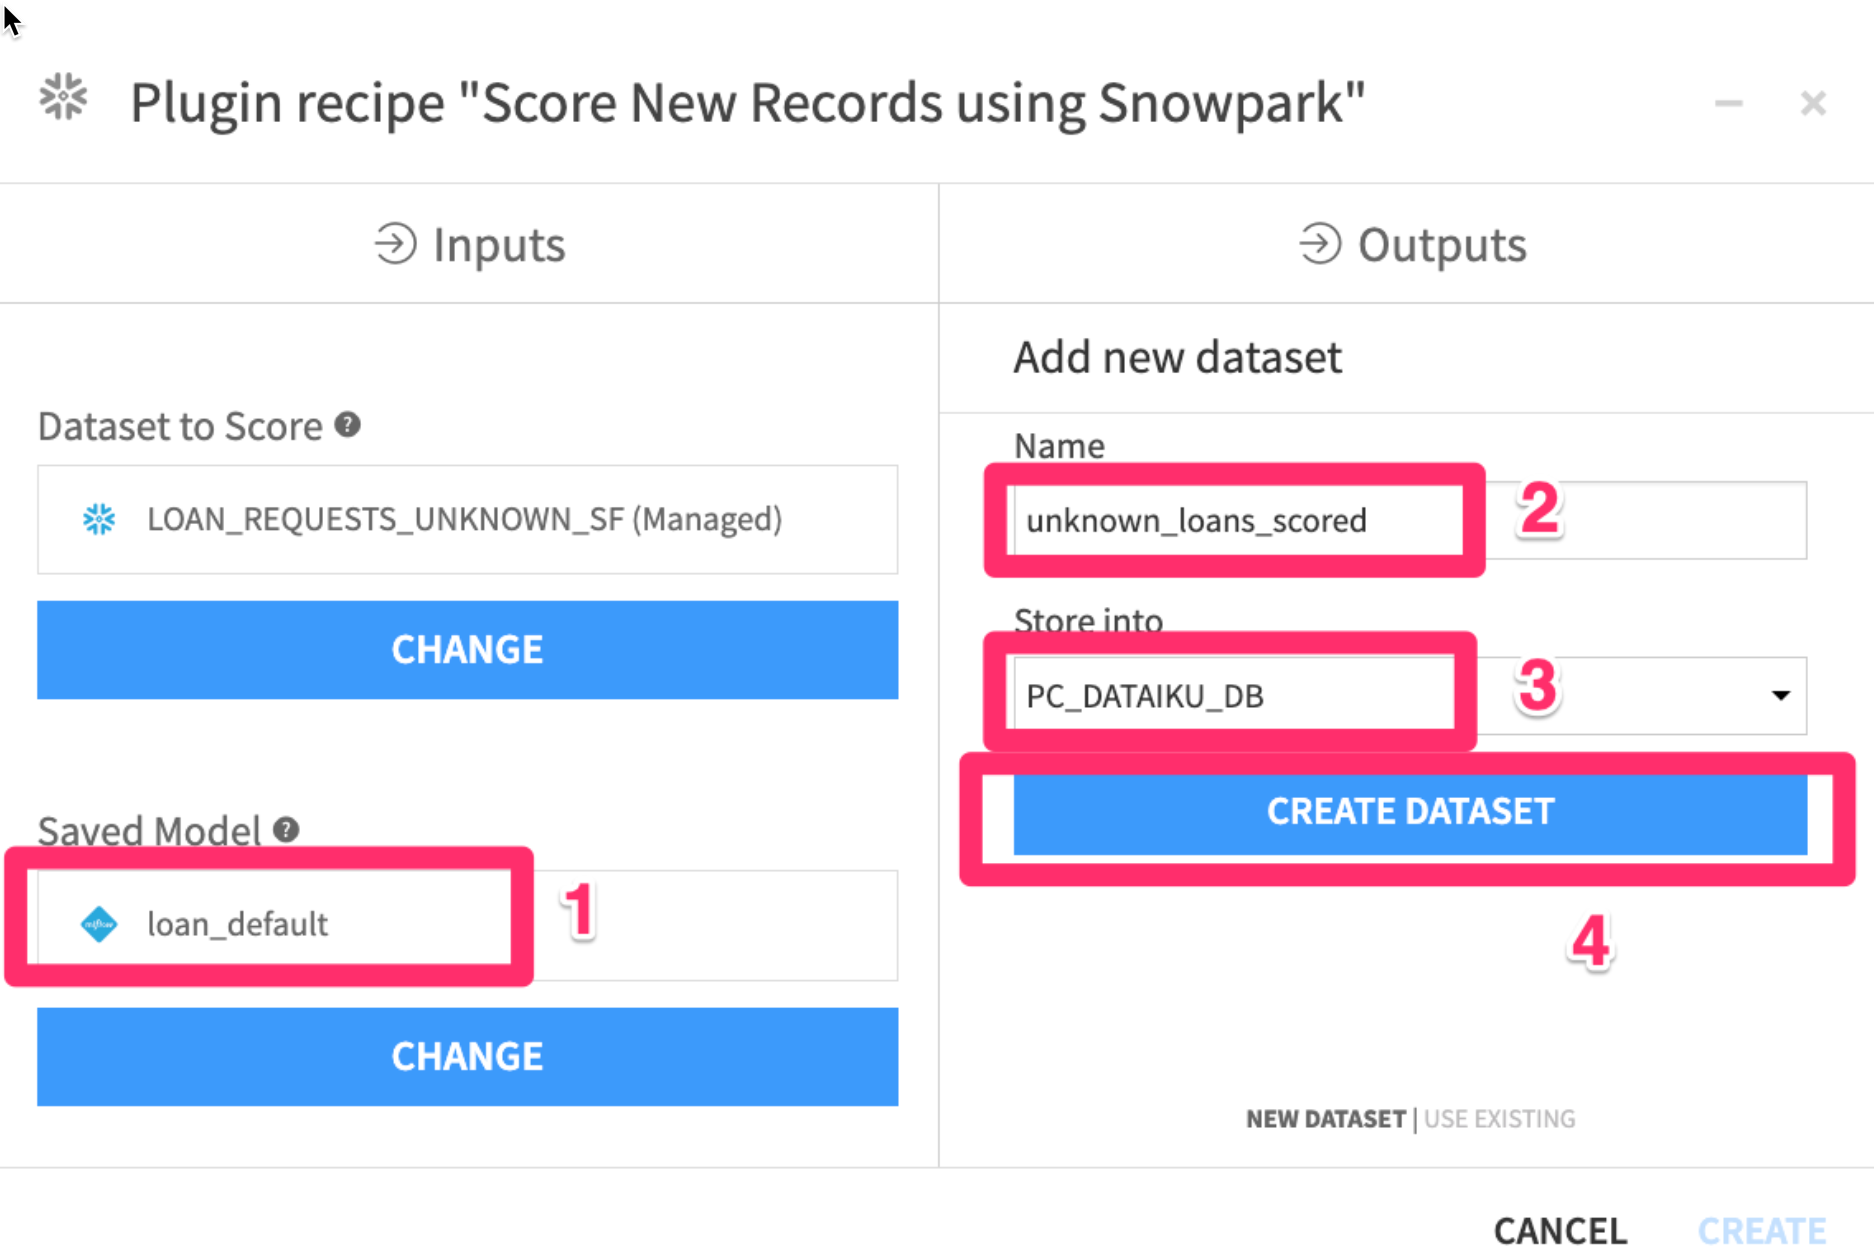 Plugin recipe "Score New Records using Snowpark"
Inputs
Outputs
Dataset to Score ?
LOAN_REQUESTS_UNKNOWN_SF (Managed)
CHANGE
Saved Model ?
loan_default
1
CHANGE
Add new dataset
Name
unknown_loans_scored
2
Store into
PC_DATAIKU_DB
3
CREATE DATASET
4
NEW DATASET | USE EXISTING
CANCEL
CREATE